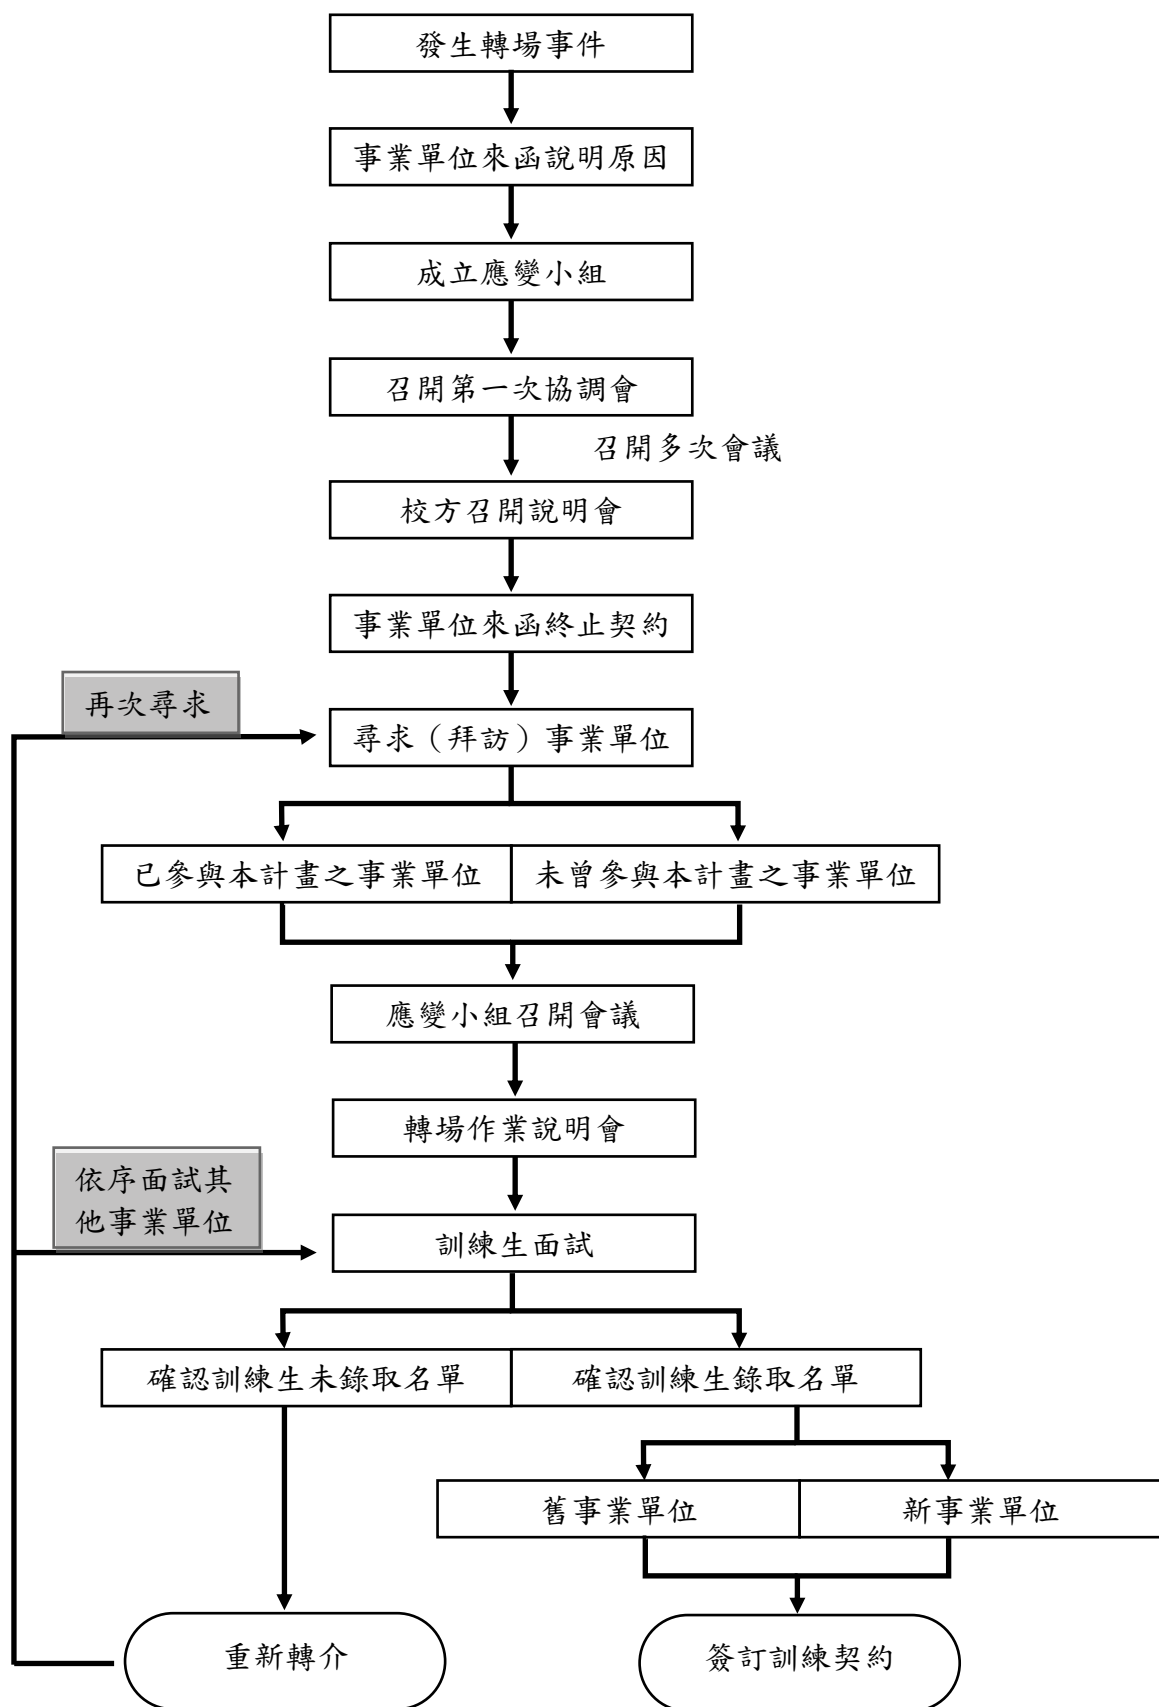 發生轉場事件
事業單位來函說明原因
成立應變小組
召開第一次協調會
召開多次會議
校方召開說明會
事業單位來函終止契約
再次尋求
尋求（拜訪）事業單位
已參與本計畫之事業單位
未曾參與本計畫之事業單位
應變小組召開會議
轉場作業說明會
依序面試其
他事業單位
訓練生面試
確認訓練生未錄取名單
確認訓練生錄取名單
舊事業單位
新事業單位
重新轉介
簽訂訓練契約